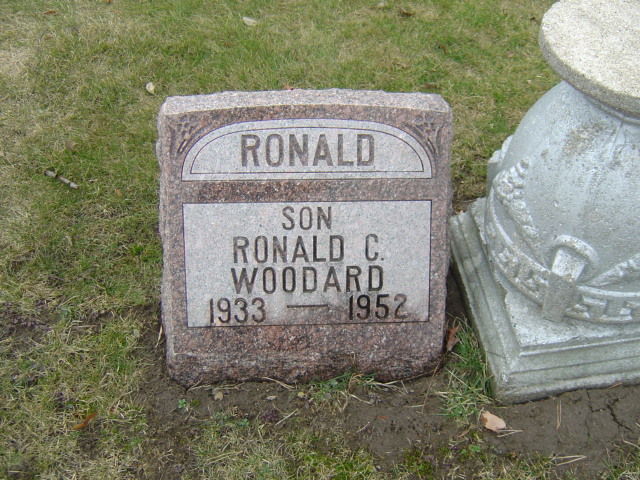 RONALD
SON
RONALD C.
WOODARD
1933 — 1952